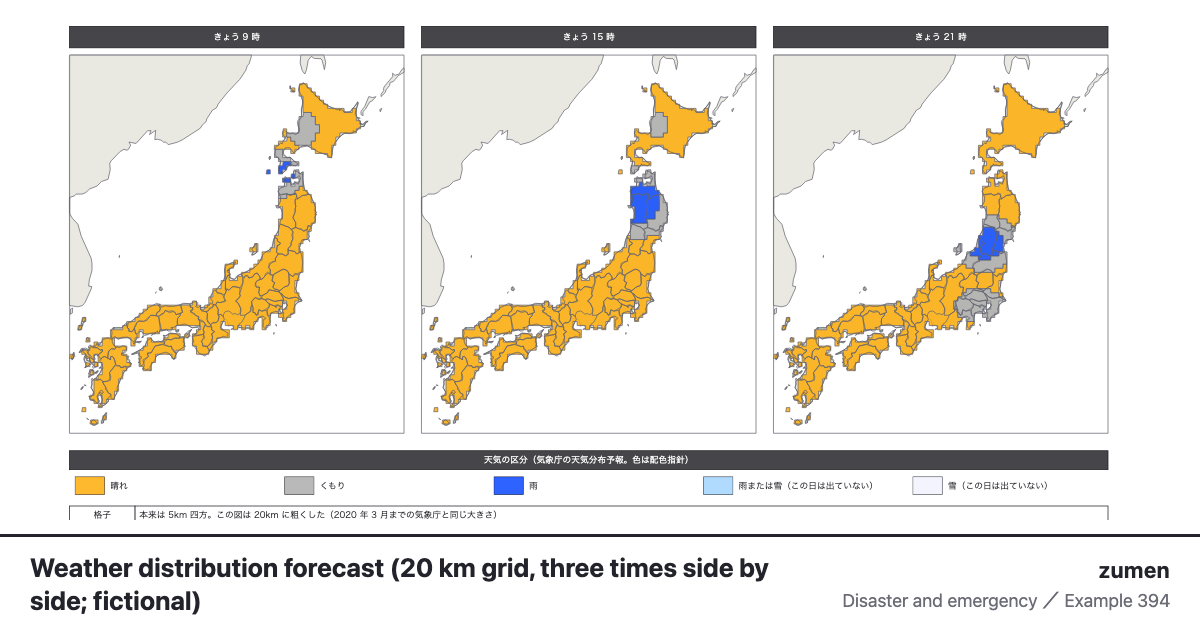 きょう 9 時
きょう 15 時
きょう 21 時
天気の区分（気象庁の天気分布予報。色は配色指針）
晴れ
くもり
雨
雨または雪（この日は出ていない）
雪（この日は出ていない）
格子
本来は 5km 四方。この図は 20km に粗くした（2020 年 3 月までの気象庁と同じ大きさ）
Weather distribution forecast (20 km grid, three times side by
side; fictional)
zumen
Disaster and emergency ／ Example 394